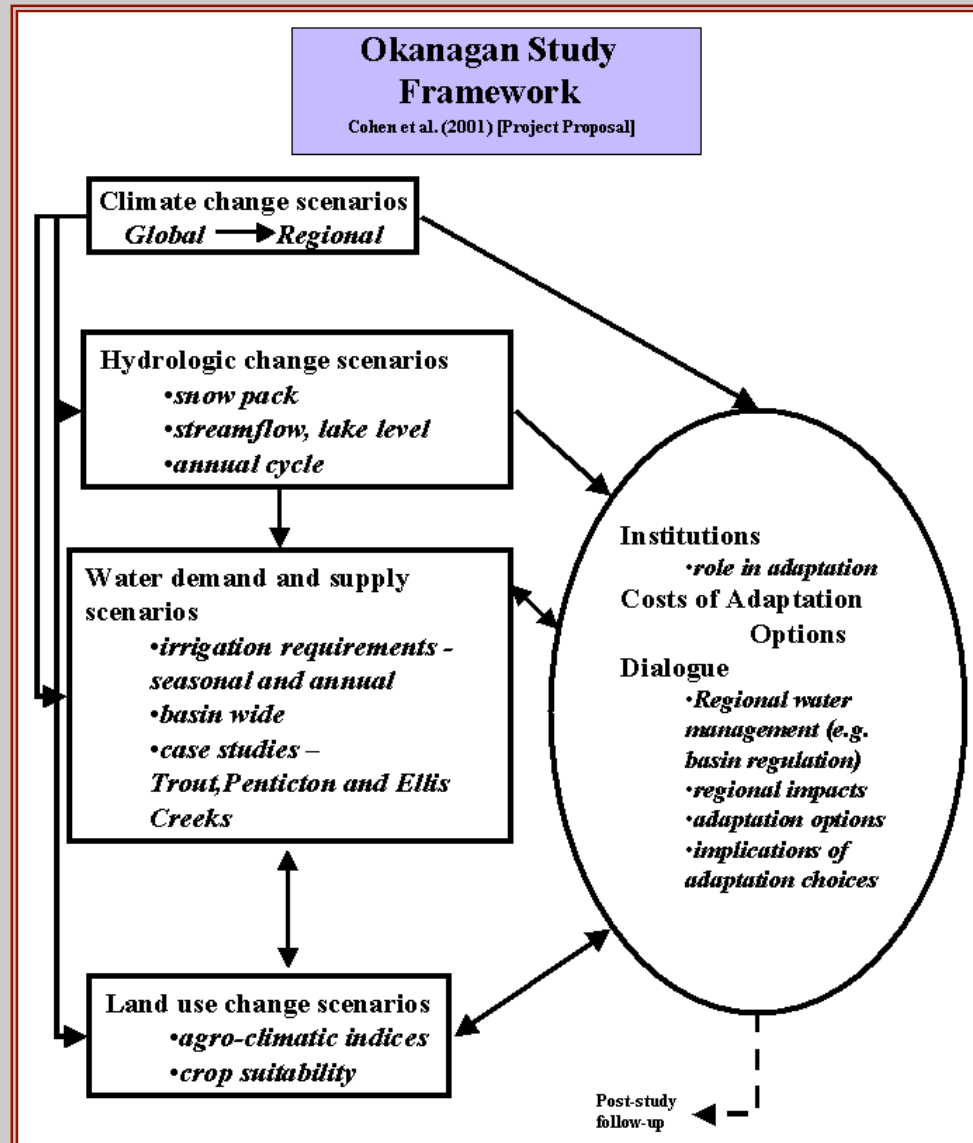 Okanagan Study
Framework
Cohen et al. (2001) [Project Proposal]
Climate change scenarios
Global → Regional
Hydrologic change scenarios
•snow pack
•streamflow, lake level
•annual cycle
Water demand and supply
scenarios
•irrigation requirements -
seasonal and annual
•basin wide
•case studies –
Trout,Penticton and Ellis
Creeks
Land use change scenarios
•agro-climatic indices
•crop suitability
Institutions
•role in adaptation
Costs of Adaptation
Options
Dialogue
•Regional water
management (e.g.
basin regulation)
•regional impacts
•adaptation options
•implications of
adaptation choices
Post-study
follow-up